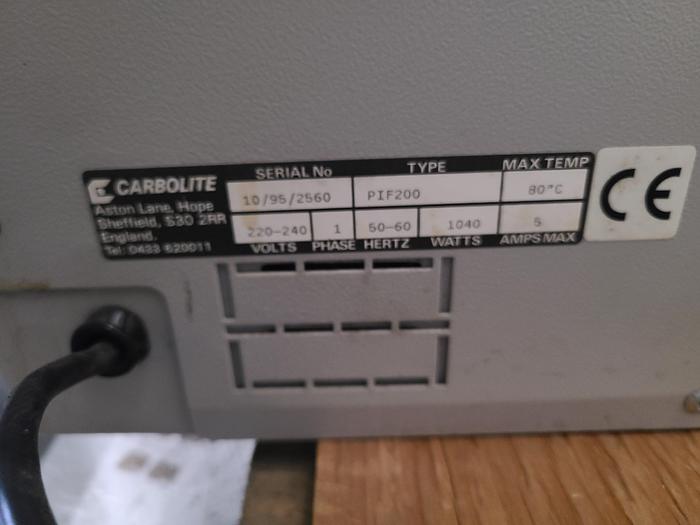 CARBOLITE
Aston Lane, Hope
Sheffield, S30 2RR
England.
Tel: 0433 620011
SERIAL No TYPE MAX TEMP
10/95/2560 PIF200 80°C
220-240 1 50-60 1040 5
VOLTS PHASE HERTZ WATTS AMPS MAX
CE